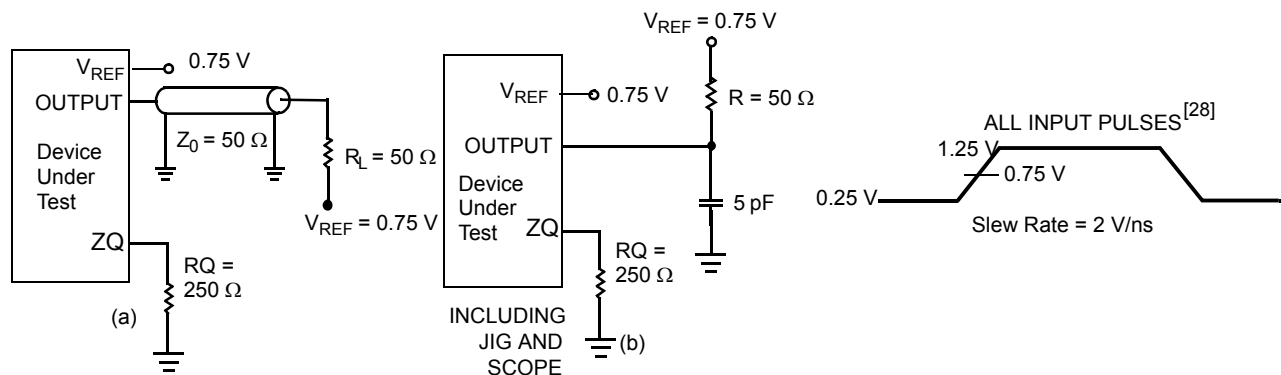 V_REF 0.75 V
OUTPUT
Z_0 = 50 Ω
Device
Under
Test
R_L = 50 Ω
V_REF = 0.75 V
ZQ
RQ =
250 Ω
(a)
V_REF = 0.75 V
R = 50 Ω
V_REF 0.75 V
OUTPUT
Device
Under
Test
5 pF
ZQ
RQ =
250 Ω
INCLUDING
JIG AND
SCOPE
(b)
ALL INPUT PULSES[28]
1.25 V
0.75 V
0.25 V
Slew Rate = 2 V/ns